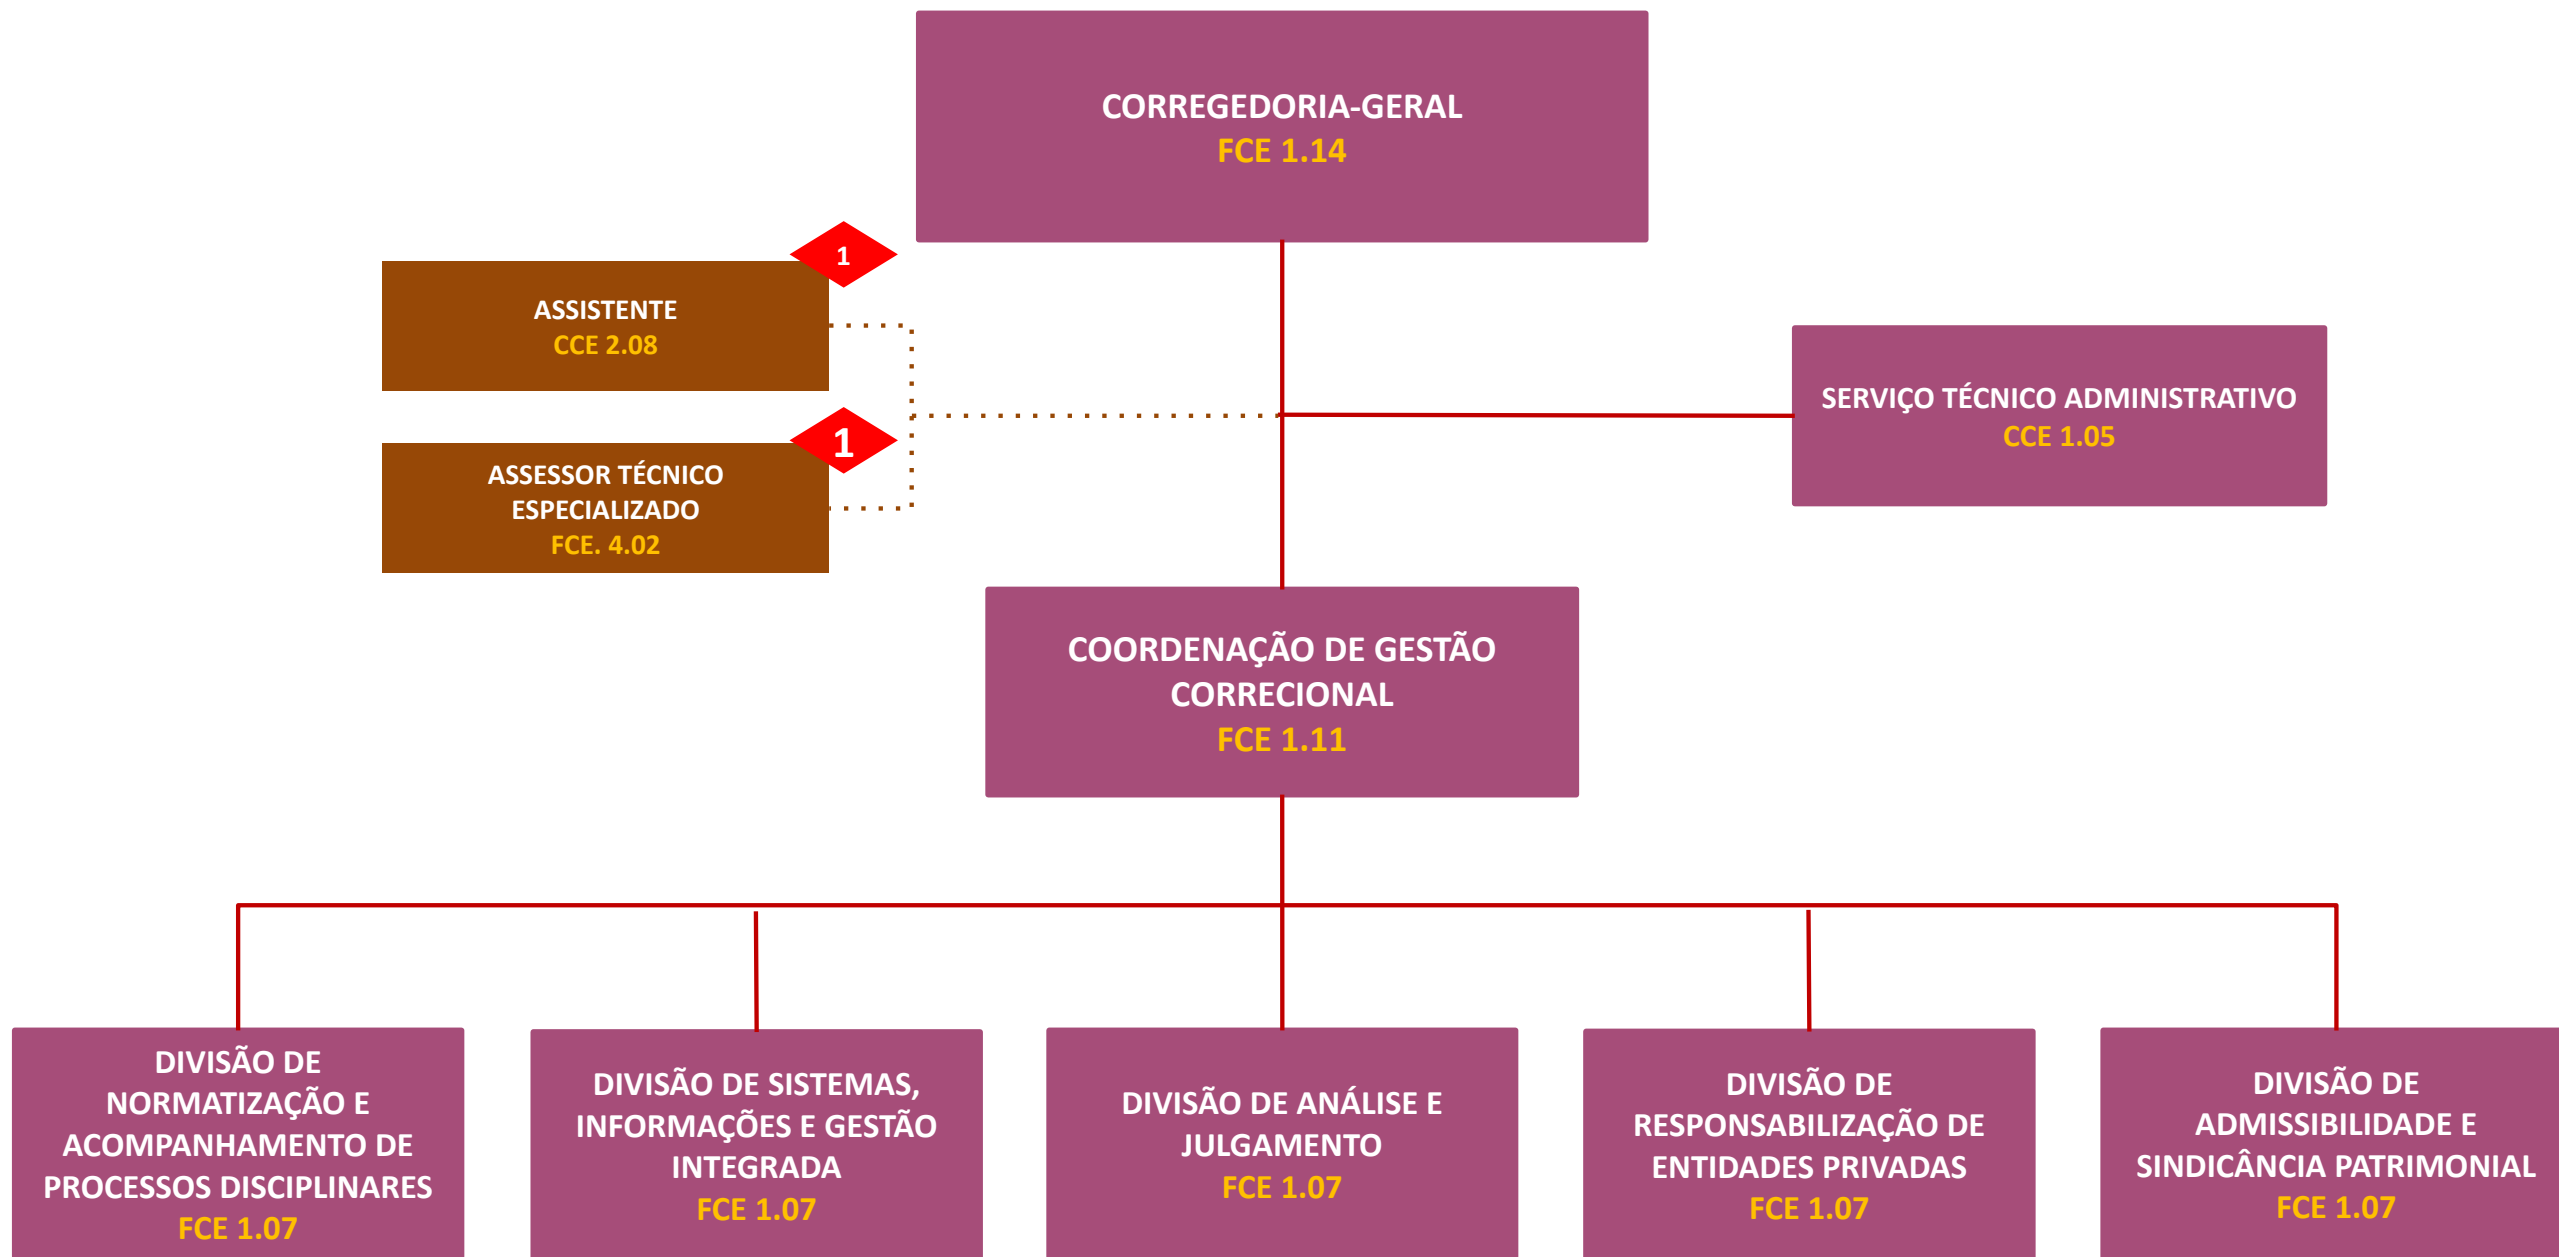 CORREGEDORIA-GERAL
FCE 1.14
1
ASSISTENTE
CCE 2.08
SERVIÇO TÉCNICO ADMINISTRATIVO
CCE 1.05
1
ASSESSOR TÉCNICO
ESPECIALIZADO
FCE. 4.02
COORDENAÇÃO DE GESTÃO
CORRECIONAL
FCE 1.11
DIVISÃO DE
NORMATIZAÇÃO E
ACOMPANHAMENTO DE
PROCESSOS DISCIPLINARES
FCE 1.07
DIVISÃO DE SISTEMAS,
INFORMAÇÕES E GESTÃO
INTEGRADA
FCE 1.07
DIVISÃO DE ANÁLISE E
JULGAMENTO
FCE 1.07
DIVISÃO DE
RESPONSABILIZAÇÃO DE
ENTIDADES PRIVADAS
FCE 1.07
DIVISÃO DE
ADMISSIBILIDADE E
SINDICÂNCIA PATRIMONIAL
FCE 1.07